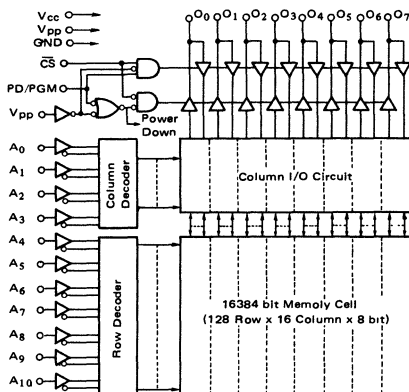 Vcc
Vpp
GND
CS
PD/PGM
Vpp
O0 O1 O2 O3 O4 O5 O6 O7
Power
Down
A0
A1
A2
A3
A4
A5
A6
A7
A8
A9
A10
Column
Decoder
Row Decoder
Column I/O Circuit
16384 bit Memoly Cell
(128 Row x 16 Column x 8 bit)